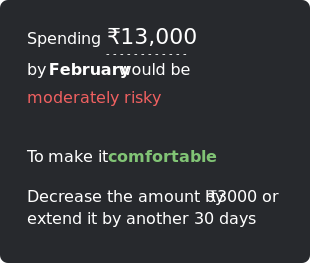 Spending ₹13,000
by February would be
moderately risky
To make it comfortable
Decrease the amount by ₹3000 or
extend it by another 30 days